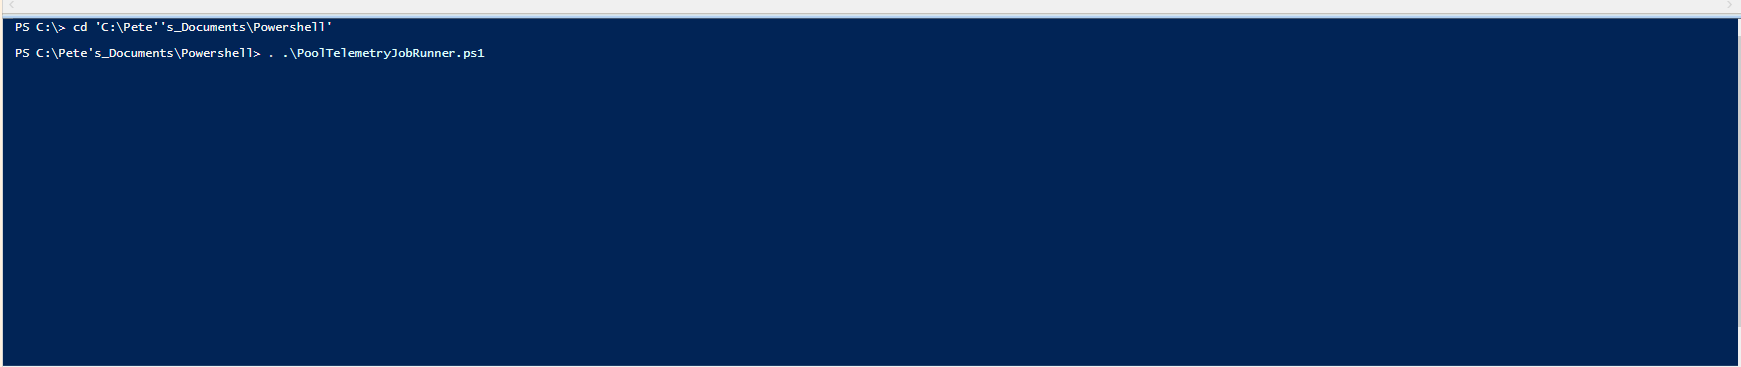 PS C:\> cd 'C:\Pete''s_Documents\Powershell'
PS C:\Pete's_Documents\Powershell> . .\PoolTelemetryJobRunner.ps1